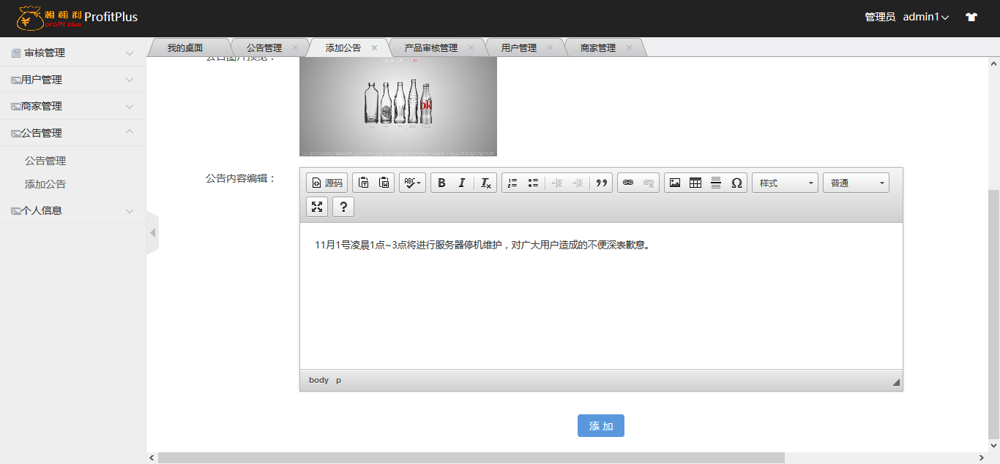 朝朝利 ProfitPlus
profit plus
管理员 admin1
审核管理
用户管理
商家管理
公告管理
公告管理
添加公告
个人信息
我的桌面 公告管理 × 添加公告 × 产品审核管理 × 用户管理 × 商家管理 ×
公告图片预览：
公告内容编辑：
源码 ABC B I Ix Ω 样式 普通
?
11月1号凌晨1点~3点将进行服务器停机维护，对广大用户造成的不便深表歉意。
body p
添 加